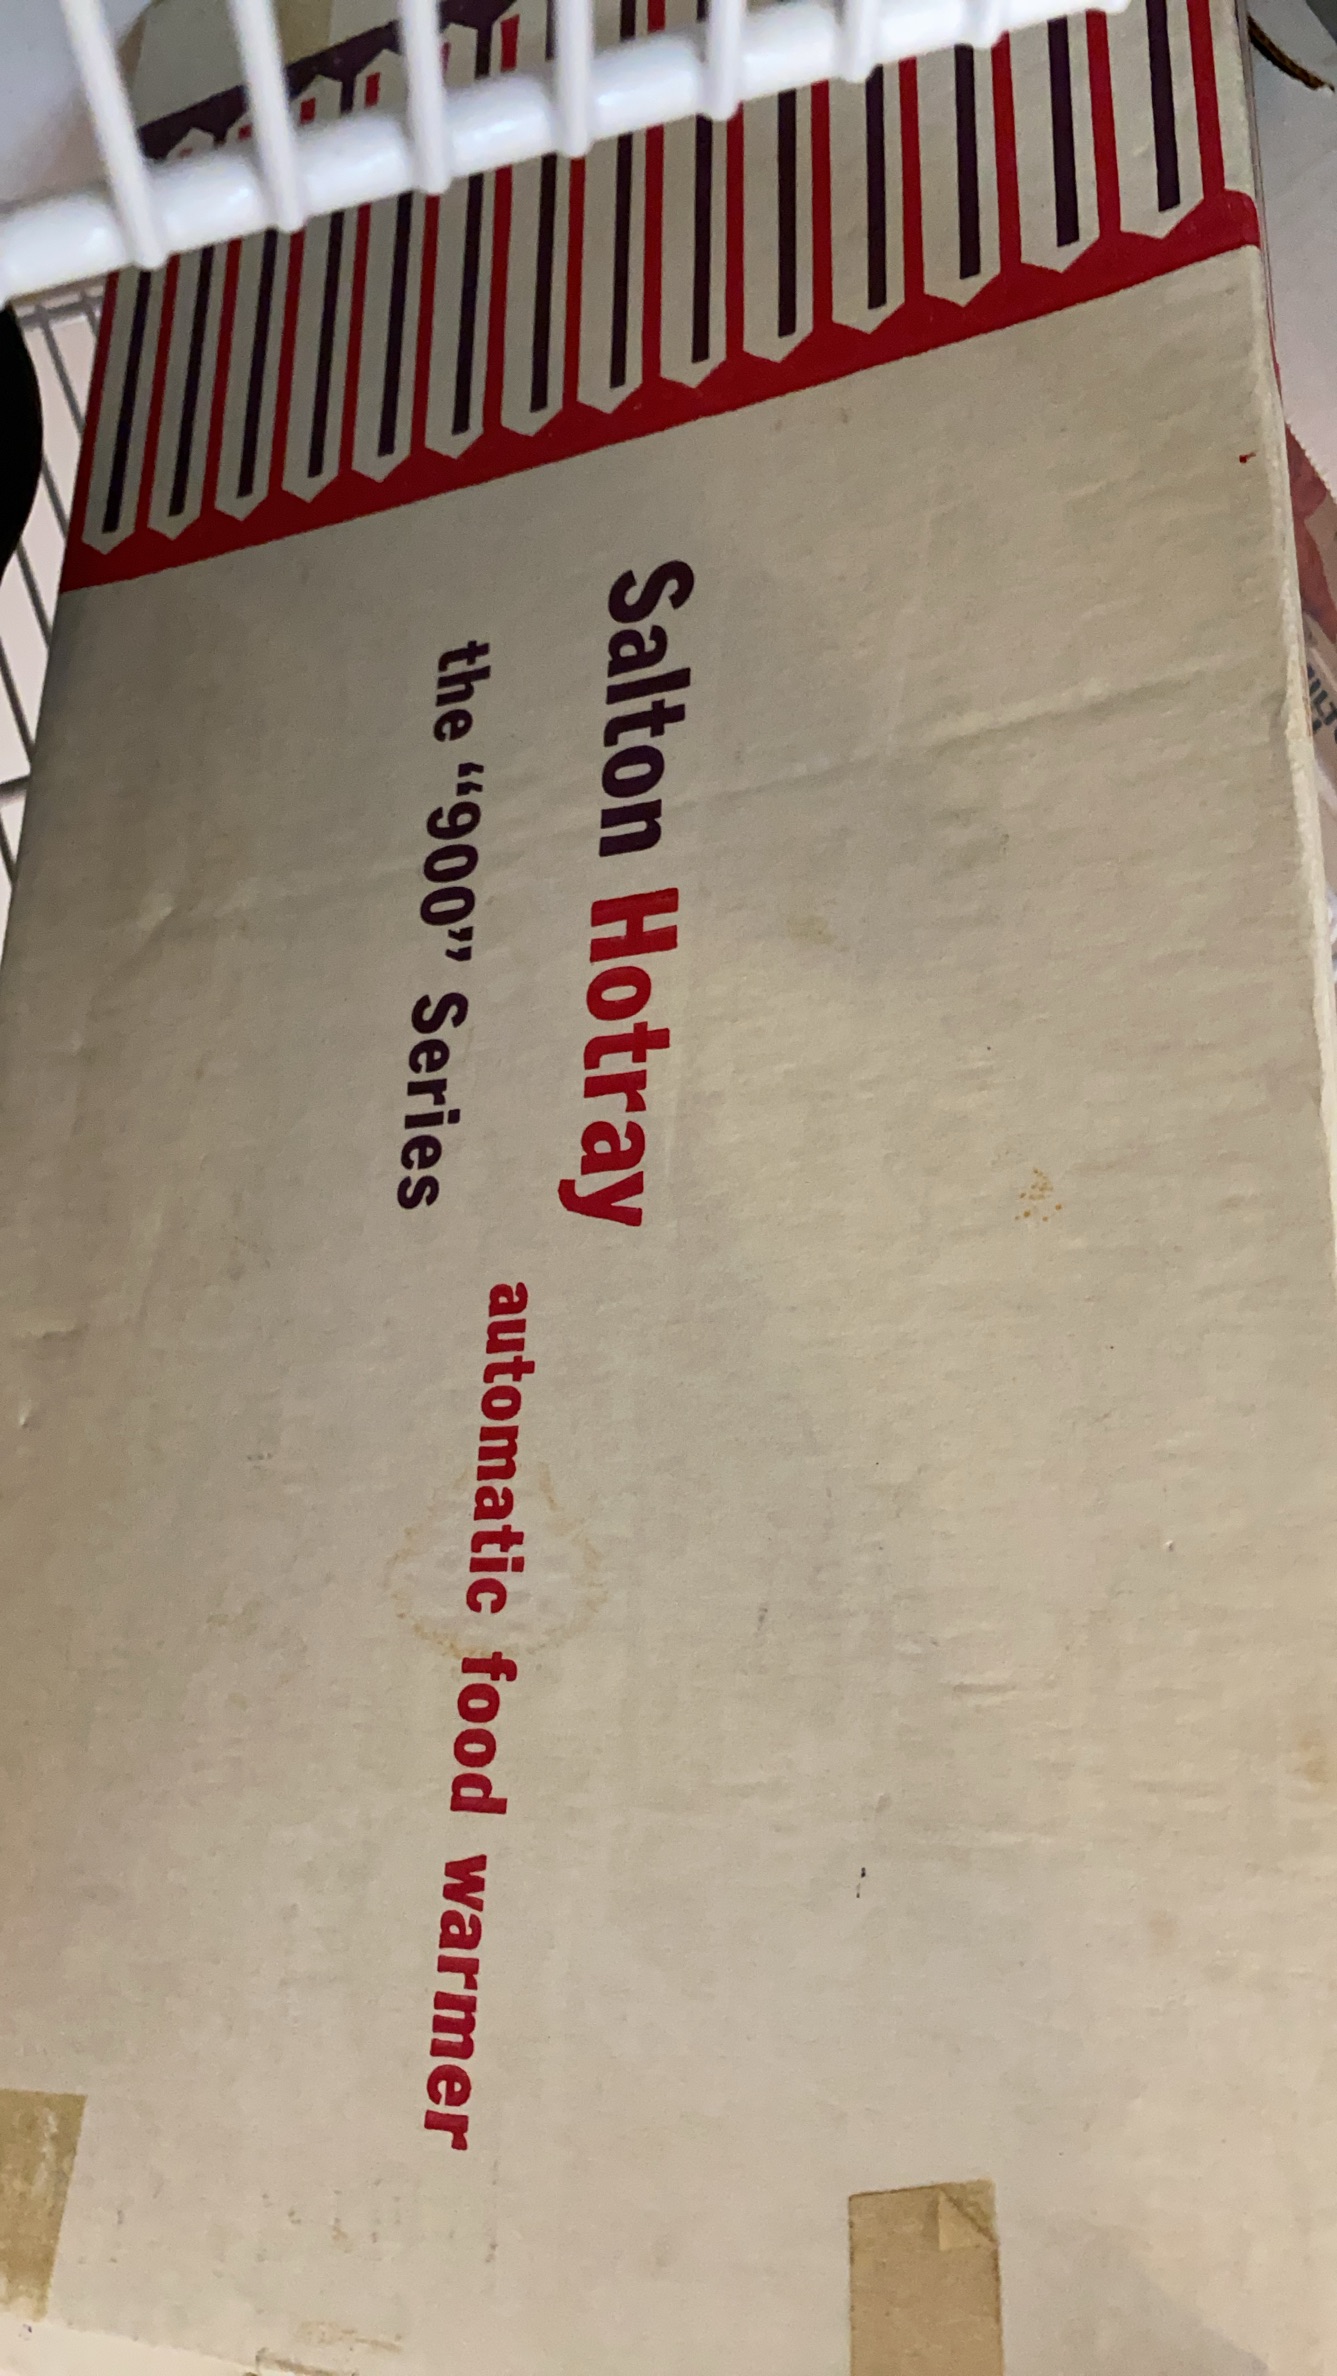 Salton Hotray
the “900” Series
automatic food warmer